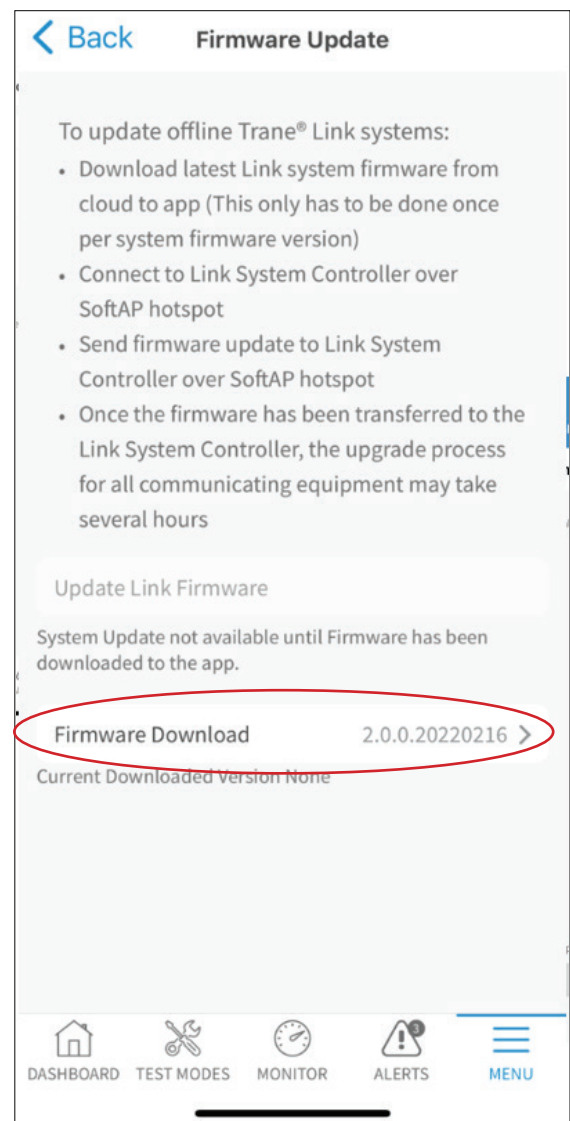 Back Firmware Update
To update offline Trane® Link systems:
• Download latest Link system firmware from
cloud to app (This only has to be done once
per system firmware version)
• Connect to Link System Controller over
SoftAP hotspot
• Send firmware update to Link System
Controller over SoftAP hotspot
• Once the firmware has been transferred to the
Link System Controller, the upgrade process
for all communicating equipment may take
several hours
Update Link Firmware
System Update not available until Firmware has been
downloaded to the app.
Firmware Download 2.0.0.20220216
Current Downloaded Version None
3
DASHBOARD TEST MODES MONITOR ALERTS MENU